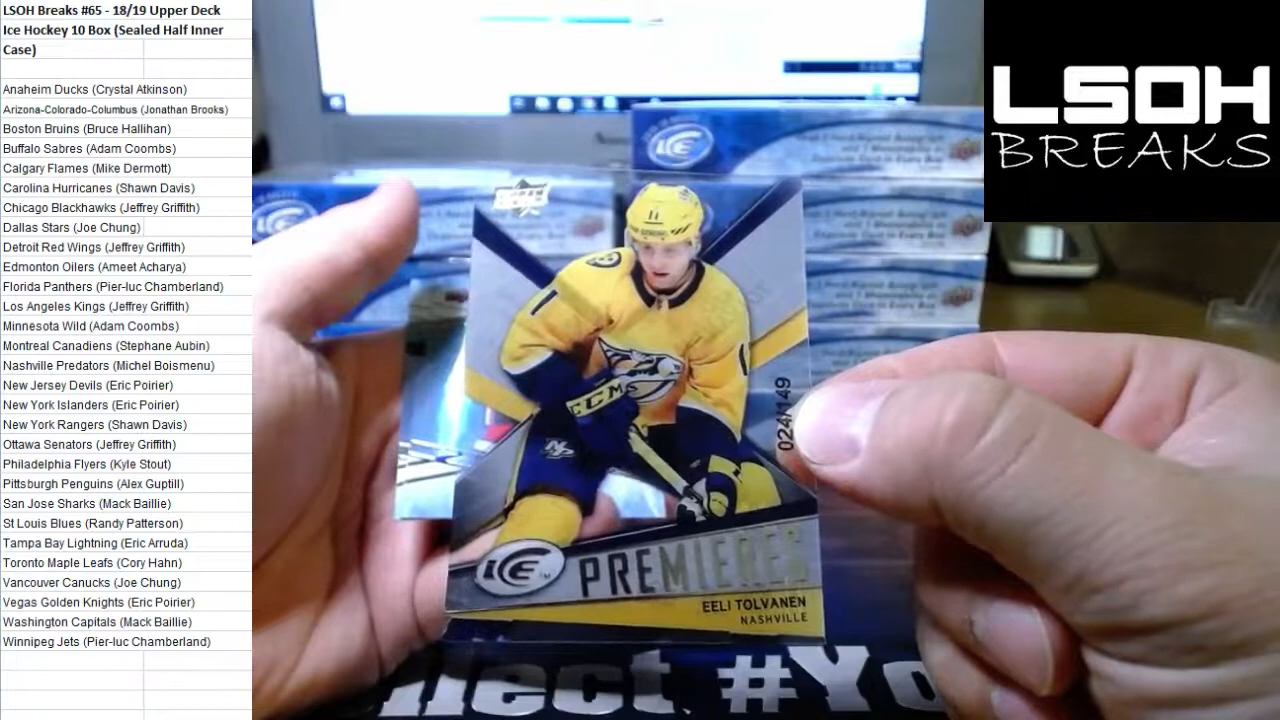 LSOH Breaks #65 - 18/19 Upper Deck
Ice Hockey 10 Box (Sealed Half Inner
Case)
Anaheim Ducks (Crystal Atkinson)
Arizona-Colorado-Columbus (Jonathan Brooks)
Boston Bruins (Bruce Hallihan)
Buffalo Sabres (Adam Coombs)
Calgary Flames (Mike Dermott)
Carolina Hurricanes (Shawn Davis)
Chicago Blackhawks (Jeffrey Griffith)
Dallas Stars (Joe Chung)
Detroit Red Wings (Jeffrey Griffith)
Edmonton Oilers (Ameet Acharya)
Florida Panthers (Pier-luc Chamberland)
Los Angeles Kings (Jeffrey Griffith)
Minnesota Wild (Adam Coombs)
Montreal Canadiens (Stephane Aubin)
Nashville Predators (Michel Boismenu)
New Jersey Devils (Eric Poirier)
New York Islanders (Eric Poirier)
New York Rangers (Shawn Davis)
Ottawa Senators (Jeffrey Griffith)
Philadelphia Flyers (Kyle Stout)
Pittsburgh Penguins (Alex Guptill)
San Jose Sharks (Mack Baillie)
St Louis Blues (Randy Patterson)
Tampa Bay Lightning (Eric Arruda)
Toronto Maple Leafs (Cory Hahn)
Vancouver Canucks (Joe Chung)
Vegas Golden Knights (Eric Poirier)
Washington Capitals (Mack Baillie)
Winnipeg Jets (Pier-luc Chamberland)
LSOH
BREAKS
ICE
ICE
11
1
CCM
NP
024/149
ICE
PREMIERES
EELI TOLVANEN
NASHVILLE
llect #Yo